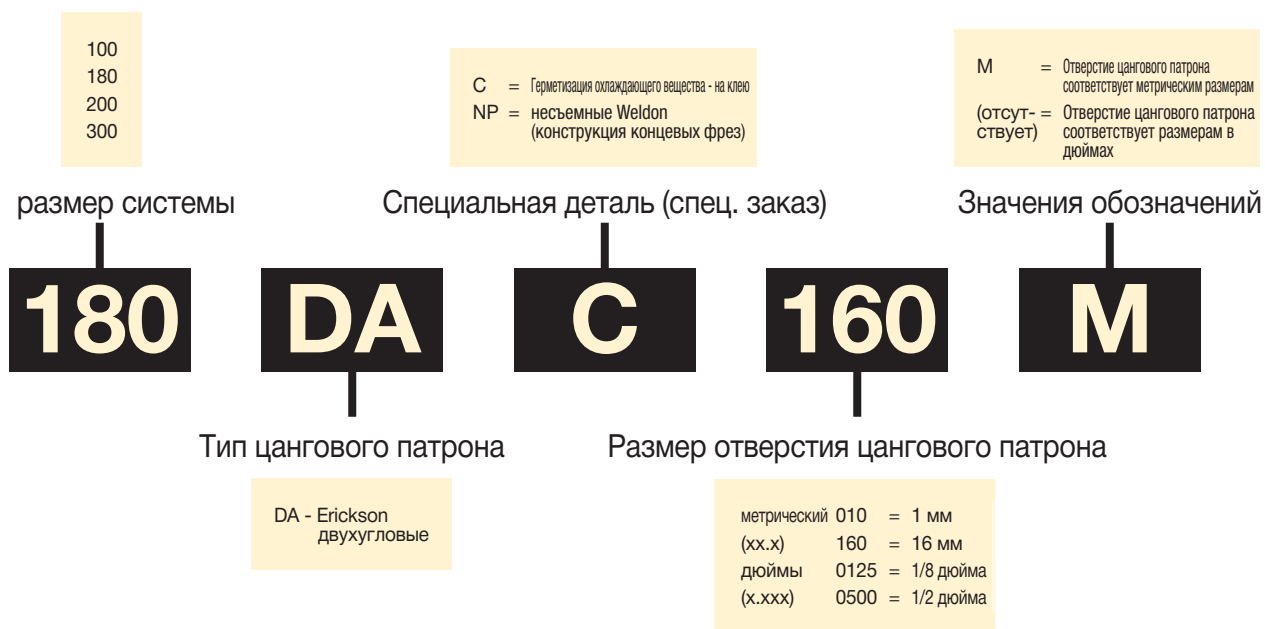 100
180
200
300
C = Герметизация охлаждающего вещества - на клею
NP = несъемные Weldon
(конструкция концевых фрез)
M = Отверстие цангового патрона
соответствует метрическим размерам
(отсут- = Отверстие цангового патрона
ствует) соответствует размерам в
дюймах
размер системы
Специальная деталь (спец. заказ)
Значения обозначений
180 DA C 160 M
Тип цангового патрона
Размер отверстия цангового патрона
DA - Erickson
двухугловые
метрический 010 = 1 мм
(xx.x) 160 = 16 мм
дюймы 0125 = 1/8 дюйма
(x.xxx) 0500 = 1/2 дюйма